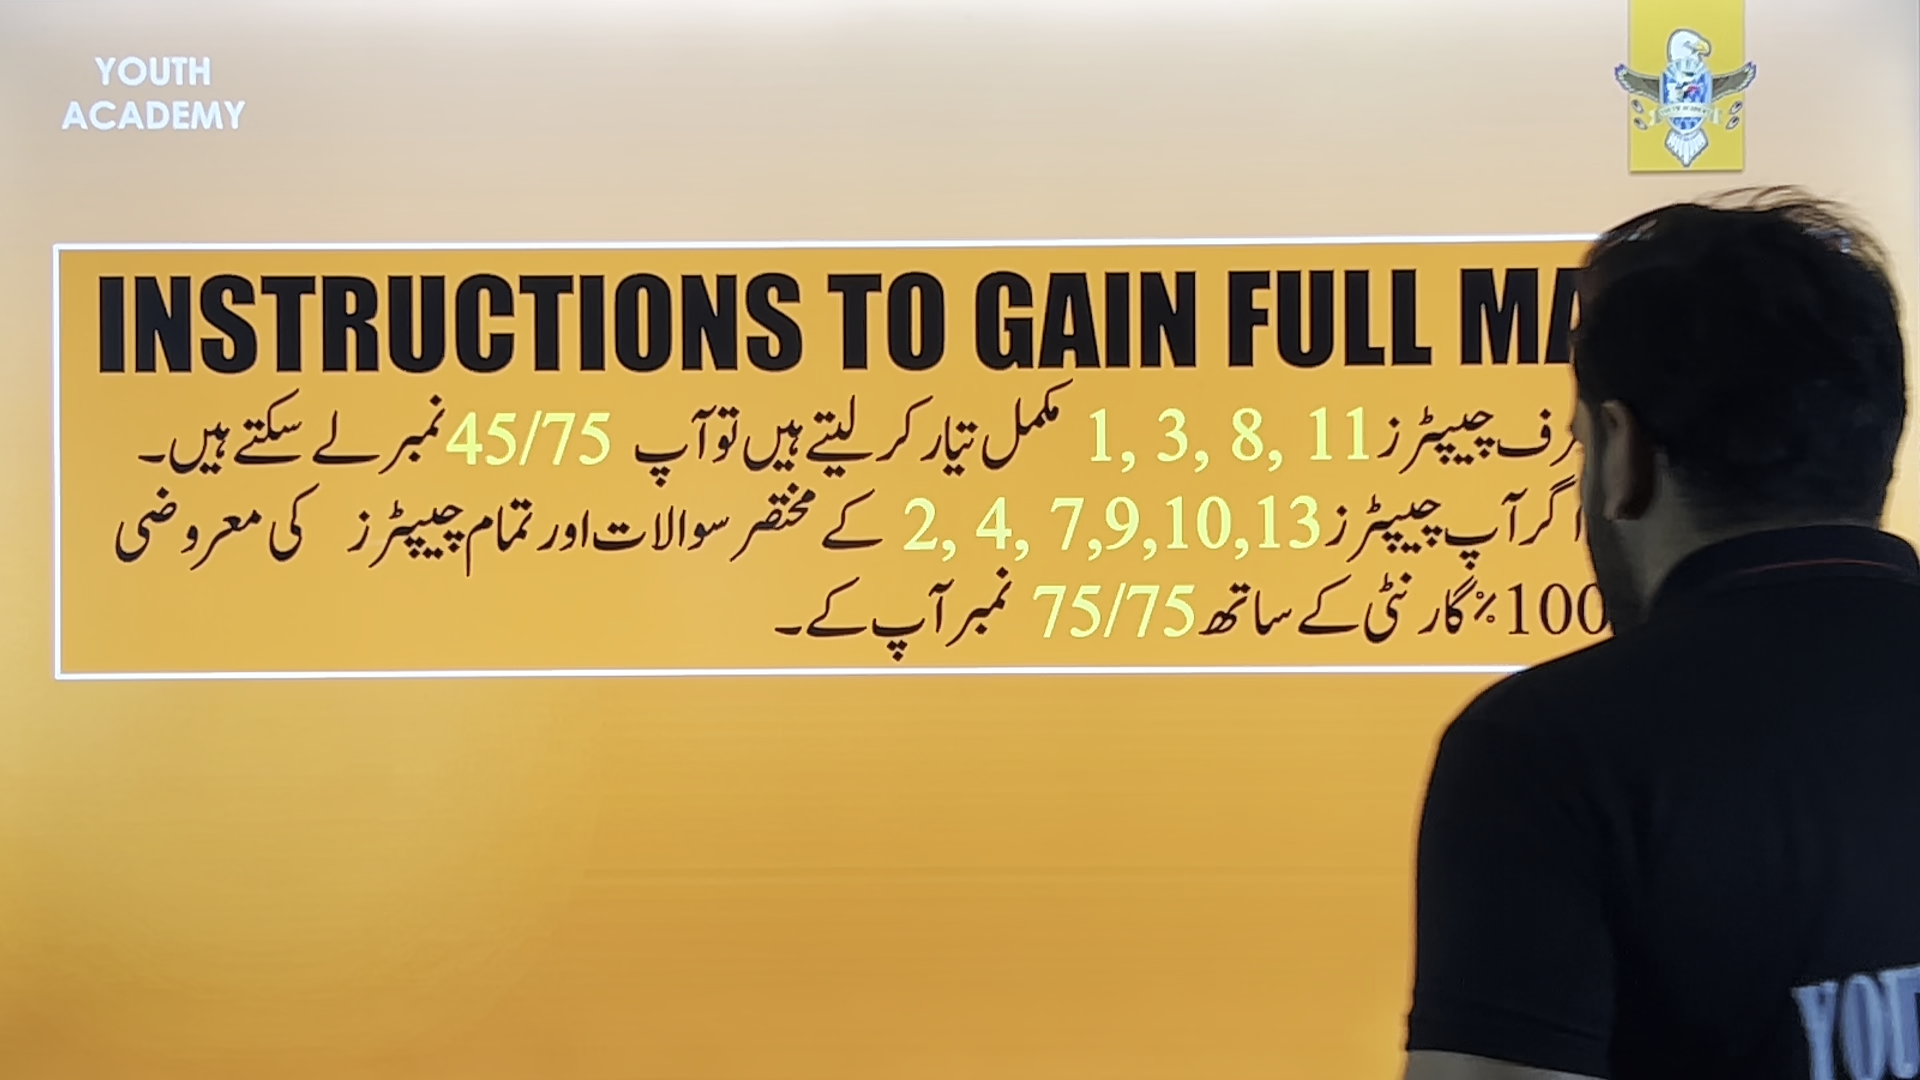 YOUTH
ACADEMY
INSTRUCTIONS TO GAIN FULL
چیپٹرز 1, 3, 8, 11 مکمل تیار کر لیتے ہیں تو آپ 45/75 نمبر لے سکتے ہیں۔
اگر آپ چیپٹرز 2, 4, 7,9,10,13 کے مختصر سوالات اور تمام چیپٹرز کی معروضی
100٪ گارنٹی کے ساتھ 75/75 نمبر آپ کے۔
YOU